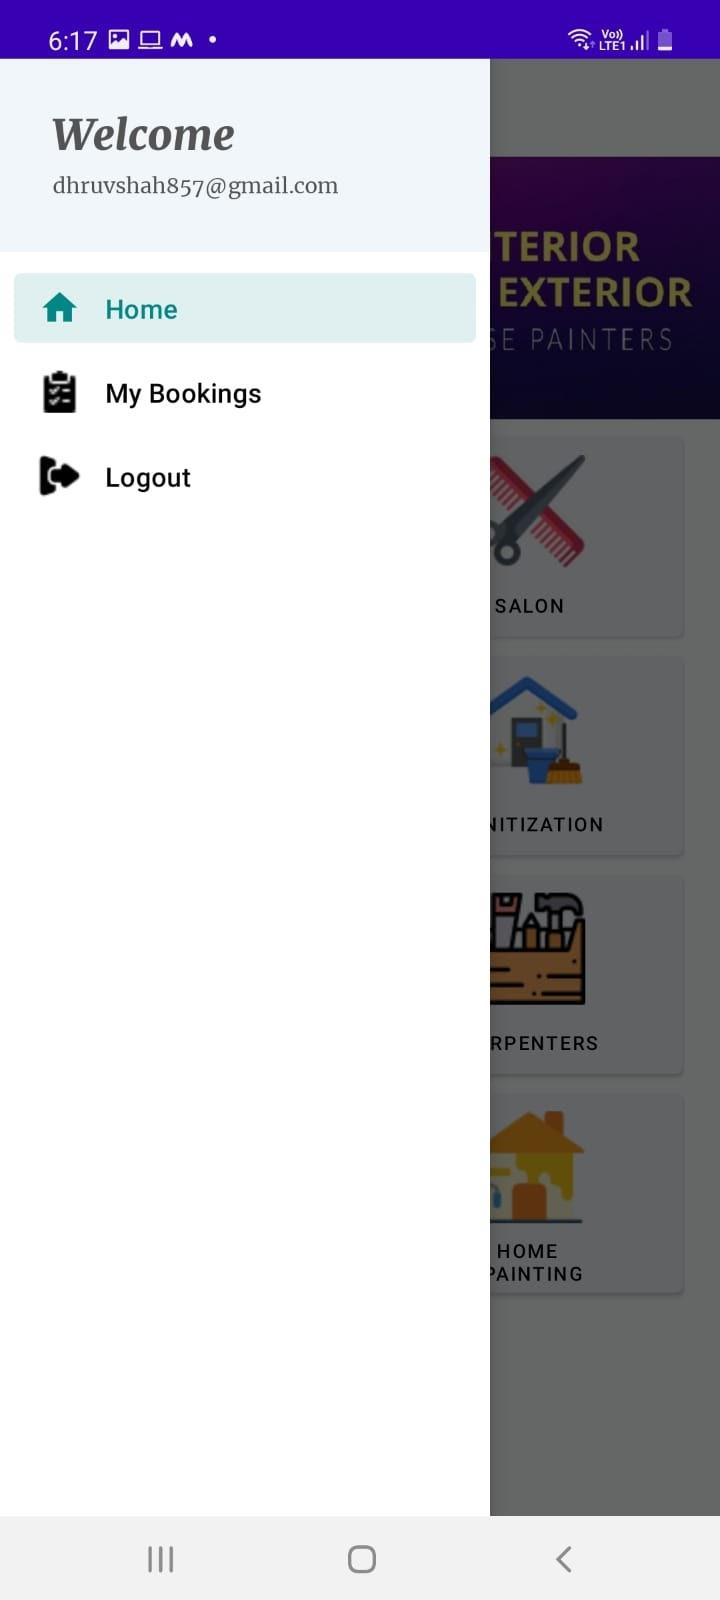 6:17
Vo))
LTE1
Welcome
dhruvshah857@gmail.com
Home
My Bookings
Logout
TERIOR
EXTERIOR
SE PAINTERS
SALON
NITIZATION
RPENTERS
HOME
PAINTING